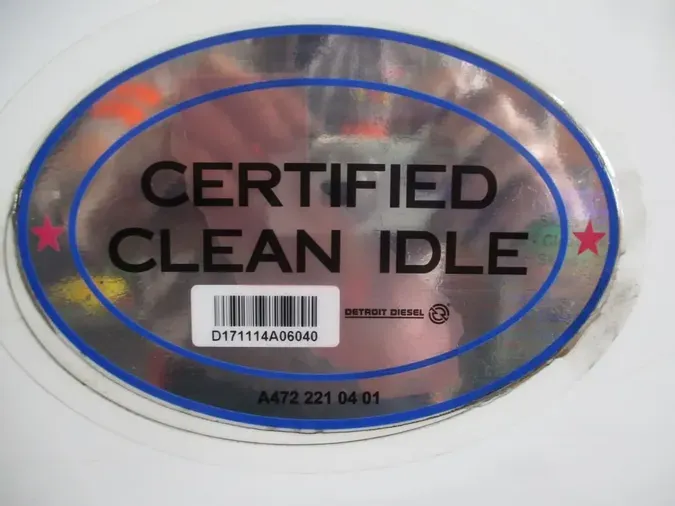 CERTIFIED
CLEAN IDLE
DETROIT DIESEL
D171114A06040
A472 221 04 01